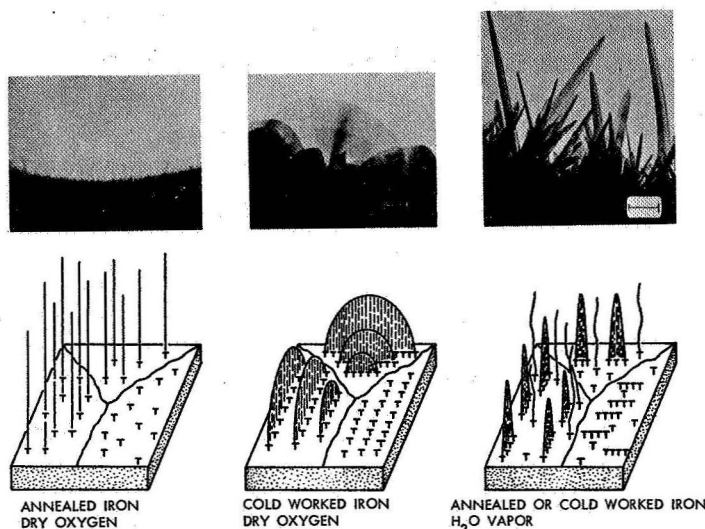 ANNEALED IRON
DRY OXYGEN
COLD WORKED IRON
DRY OXYGEN
ANNEALED OR COLD WORKED IRON
H₂O VAPOR